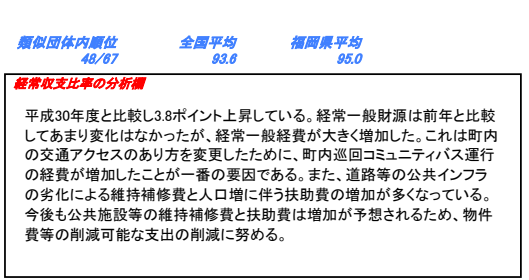 類似団体内順位 全国平均 福岡県平均
48/67 93.6 95.0
経常収支比率の分析欄
平成30年度と比較し3.8ポイント上昇している。経常一般財源は前年と比較
してあまり変化はなかったが、経常一般経費が大きく増加した。これは町内
の交通アクセスのあり方を変更したために、町内巡回コミュニティバス運行
の経費が増加したことが一番の要因である。また、道路等の公共インフラ
の劣化による維持補修費と人口増に伴う扶助費の増加が多くなっている。
今後も公共施設等の維持補修費と扶助費は増加が予想されるため、物件
費等の削減可能な支出の削減に努める。